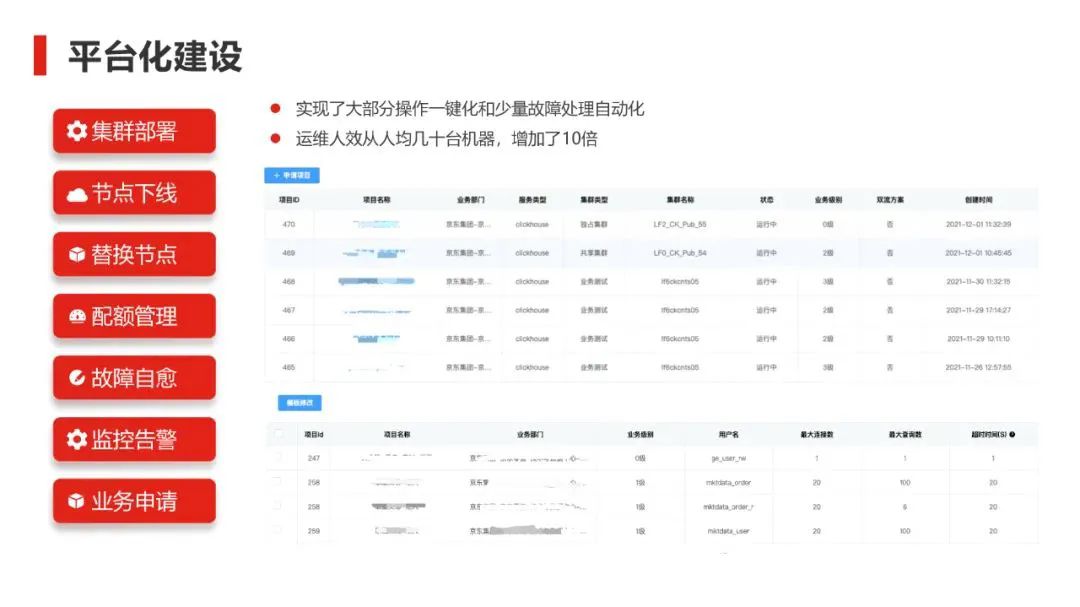 平台化建设
集群部署
节点下线
替换节点
配额管理
故障自愈
监控告警
业务申请
实现了大部分操作一键化和少量故障处理自动化
运维人效从人均几十台机器，增加了10倍
+ 申请项目
项目ID 项目名称 业务部门 服务类型 集群类型 集群名称 状态 业务级别 双流方案 创建时间
470 京东集团-京... clickhouse 独占集群 LF2_CK_Pub_55 运行中 0级 否 2021-12-01 11:32:39
469 京东集团-京... clickhouse 共享集群 LF0_CK_Pub_54 运行中 2级 否 2021-12-01 10:45:45
468 京东集团-京... clickhouse 业务测试 lf6ckcnts05 运行中 3级 否 2021-11-30 11:32:15
467 京东集团-京... clickhouse 业务测试 lf6ckcnts05 运行中 2级 否 2021-11-29 17:14:27
466 京东集团-京... clickhouse 业务测试 lf6ckcnts05 运行中 2级 否 2021-11-29 10:11:10
465 京东集团-京... clickhouse 业务测试 lf6ckcnts05 运行中 3级 否 2021-11-26 12:57:55
模板修改
项目Id 项目名称 业务部门 业务级别 用户名 最大连接数 最大查询数 超时时间(S)
247 0级 ge_user_rw 1 1 1
258 京东零 1级 mktdata_order 20 100 20
258 1级 mktdata_order_r 20 6 20
259 京东集 1级 mktdata_user 20 100 20